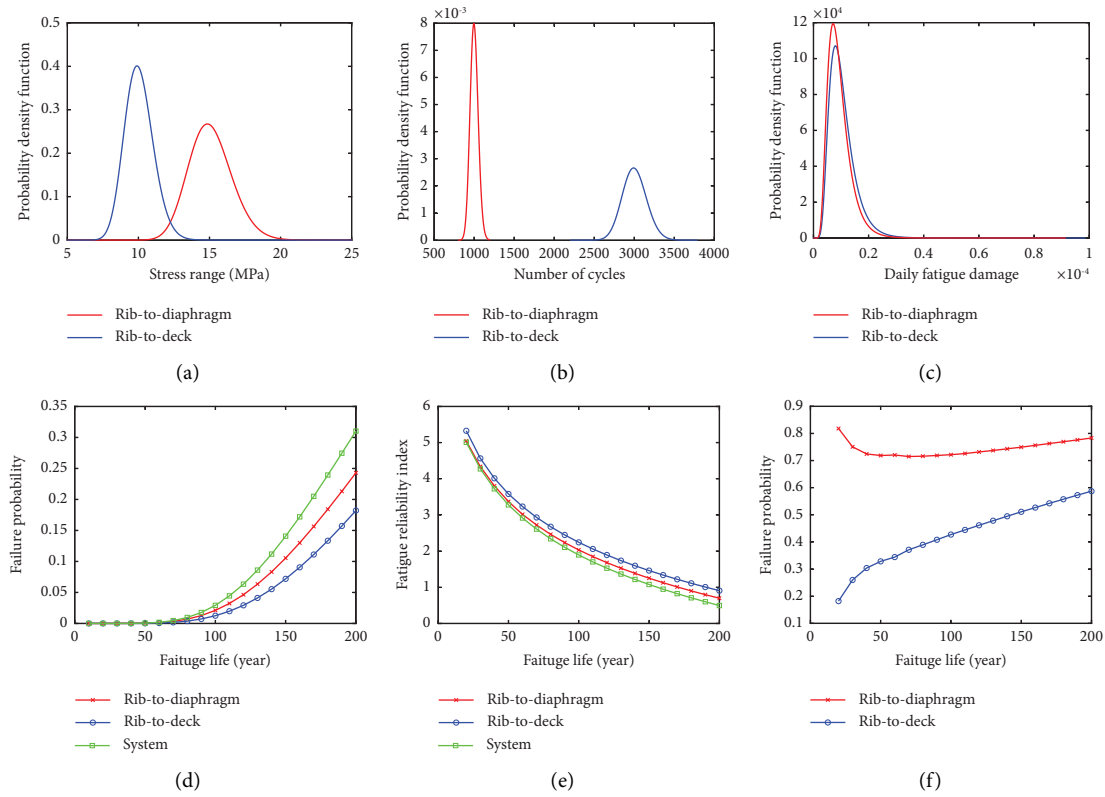 0.5
0.4
0.3
0.2
0.1
0
5
10
15
20
25
Probability density function
Stress range (MPa)
Rib-to-diaphragm
Rib-to-deck
(a)
×10⁻³
8
7
6
5
4
3
2
1
0
500
1000
1500
2000
2500
3000
3500
4000
Probability density function
Number of cycles
Rib-to-diaphragm
Rib-to-deck
(b)
×10⁴
12
10
8
6
4
2
0
0
0.2
0.4
0.6
0.8
1
×10⁻⁴
Probability density function
Daily fatigue damage
Rib-to-diaphragm
Rib-to-deck
(c)
0.35
0.3
0.25
0.2
0.15
0.1
0.05
0
0
50
100
150
200
Failure probability
Faituge life (year)
Rib-to-diaphragm
Rib-to-deck
System
(d)
6
5
4
3
2
1
0
0
50
100
150
200
Fatigue reliability index
Faituge life (year)
Rib-to-diaphragm
Rib-to-deck
System
(e)
0.9
0.8
0.7
0.6
0.5
0.4
0.3
0.2
0.1
0
50
100
150
200
Failure probability
Faituge life (year)
Rib-to-diaphragm
Rib-to-deck
(f)